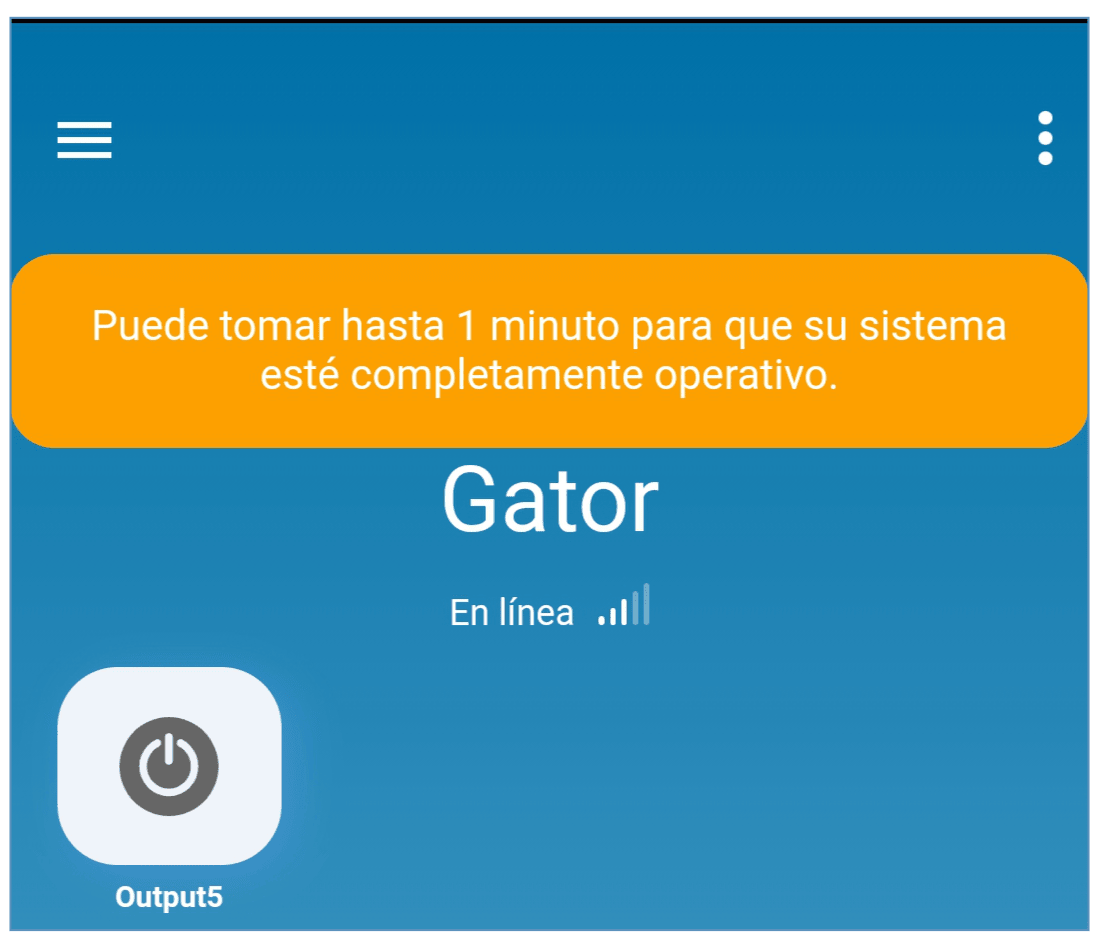 Puede tomar hasta 1 minuto para que su sistema
esté completamente operativo.
Gator
En línea
Output5